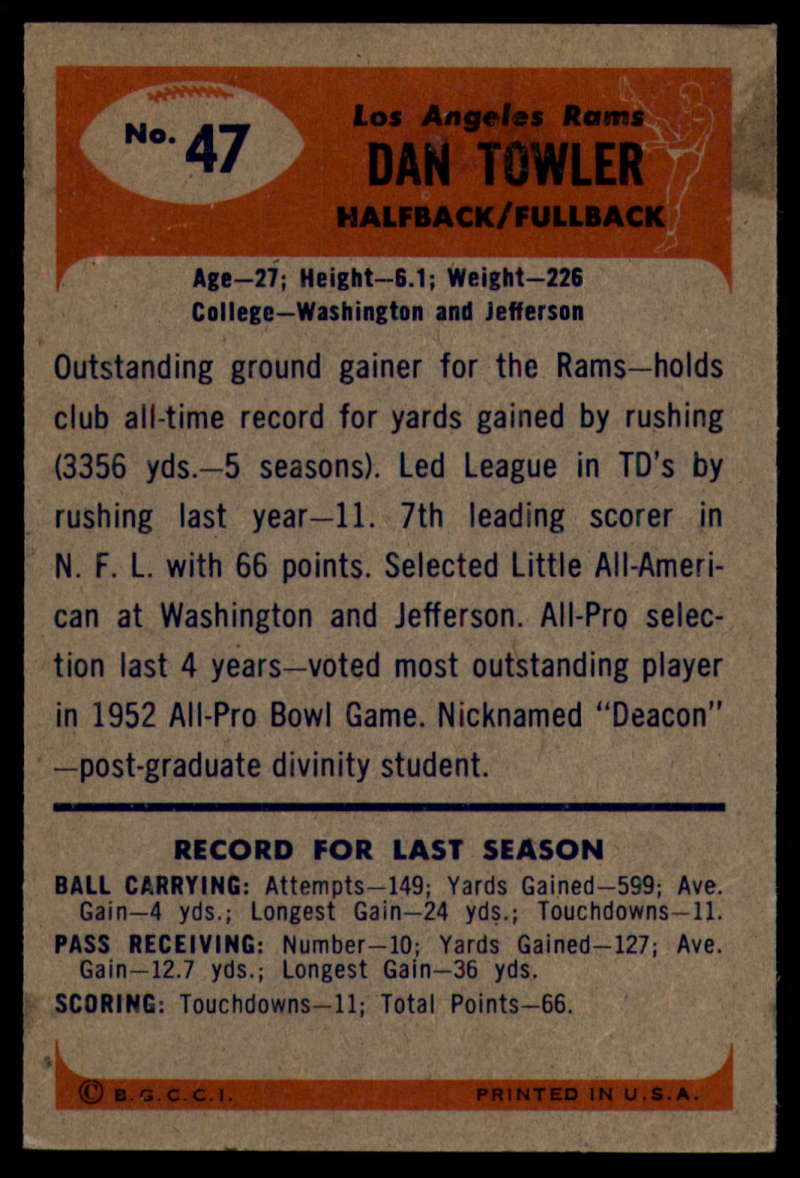 No. 47
Los Angeles Rams
DAN TOWLER
HALFBACK/FULLBACK
Age—27; Height—6.1; Weight—226
College—Washington and Jefferson
Outstanding ground gainer for the Rams—holds
club all-time record for yards gained by rushing
(3356 yds.—5 seasons). Led League in TD's by
rushing last year—11. 7th leading scorer in
N. F. L. with 66 points. Selected Little All-Ameri-
can at Washington and Jefferson. All-Pro selec-
tion last 4 years—voted most outstanding player
in 1952 All-Pro Bowl Game. Nicknamed "Deacon"
—post-graduate divinity student.
RECORD FOR LAST SEASON
BALL CARRYING: Attempts—149; Yards Gained—599; Ave.
Gain—4 yds.; Longest Gain—24 yds.; Touchdowns—11.
PASS RECEIVING: Number—10; Yards Gained—127; Ave.
Gain—12.7 yds.; Longest Gain—36 yds.
SCORING: Touchdowns—11; Total Points—66.
© B.G.C.C.I. PRINTED IN U.S.A.